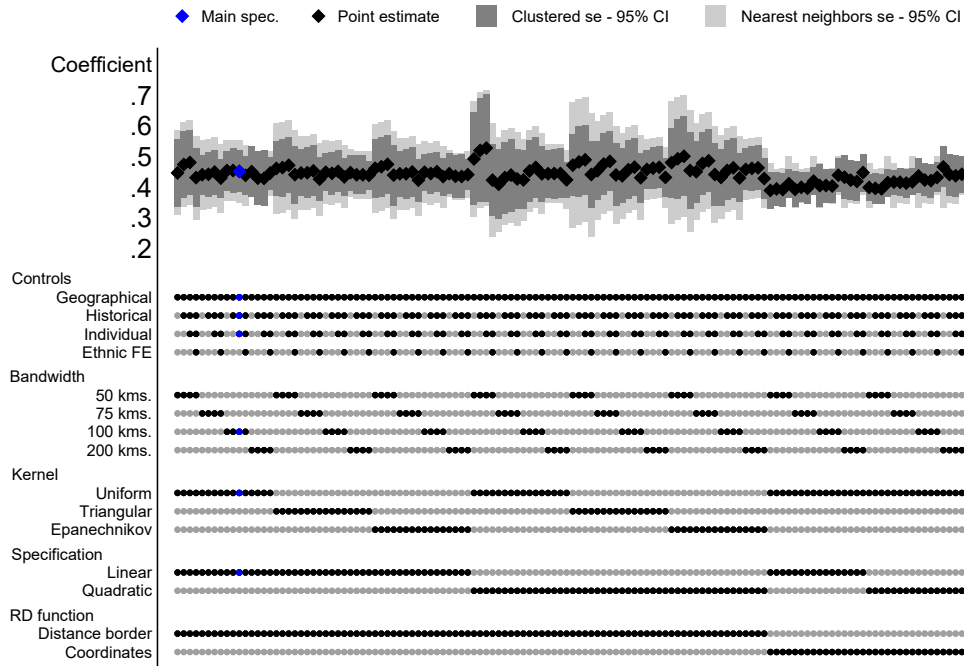 Main spec. Point estimate Clustered se - 95% CI Nearest neighbors se - 95% CI
Coefficient
.7
.6
.5
.4
.3
.2
Controls
Geographical
Historical
Individual
Ethnic FE
Bandwidth
50 kms.
75 kms.
100 kms.
200 kms.
Kernel
Uniform
Triangular
Epanechnikov
Specification
Linear
Quadratic
RD function
Distance border
Coordinates